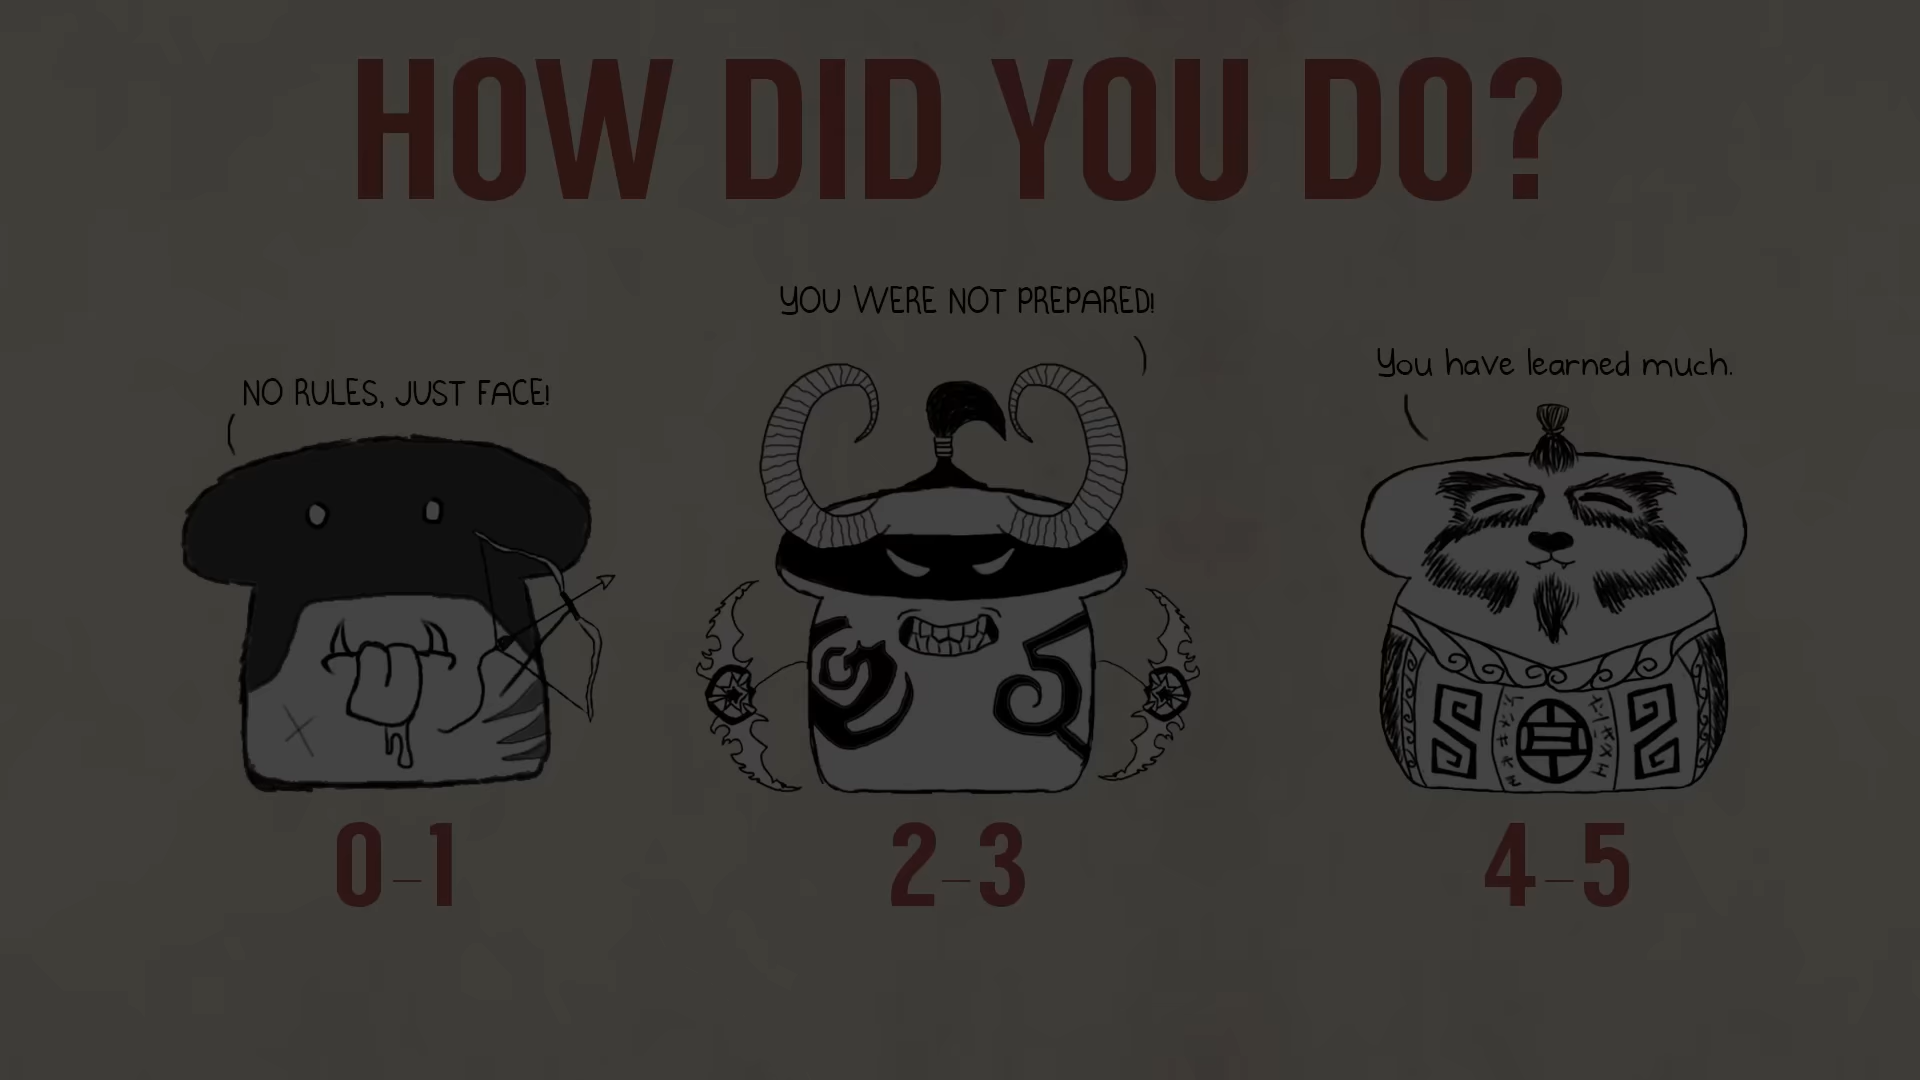 HOW DID YOU DO?
YOU WERE NOT PREPARED!
You have learned much.
NO RULES, JUST FACE!
0-1
2-3
4-5